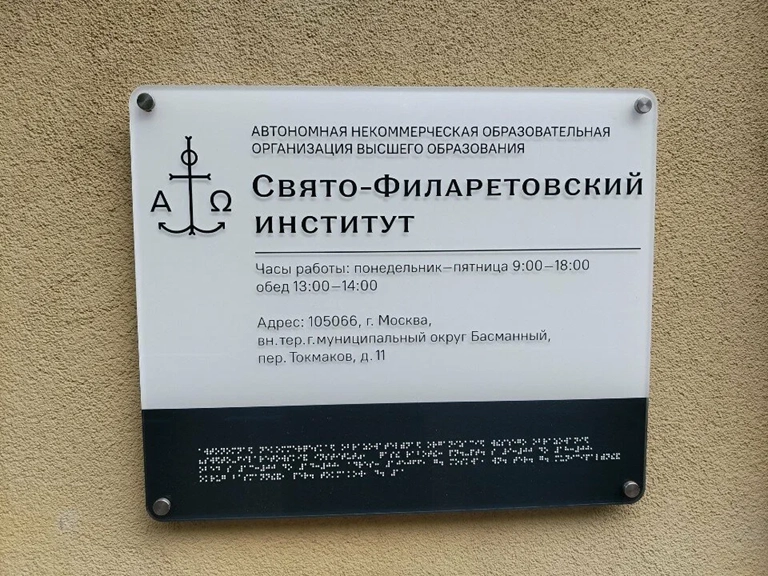 Α Ω
АВТОНОМНАЯ НЕКОММЕРЧЕСКАЯ ОБРАЗОВАТЕЛЬНАЯ
ОРГАНИЗАЦИЯ ВЫСШЕГО ОБРАЗОВАНИЯ
СВЯТО-ФИЛАРЕТОВСКИЙ
ИНСТИТУТ
Часы работы: понедельник—пятница 9:00—18:00
обед 13:00—14:00
Адрес: 105066, г. Москва,
вн.тер.г.муниципальный округ Басманный,
пер. Токмаков, д. 11